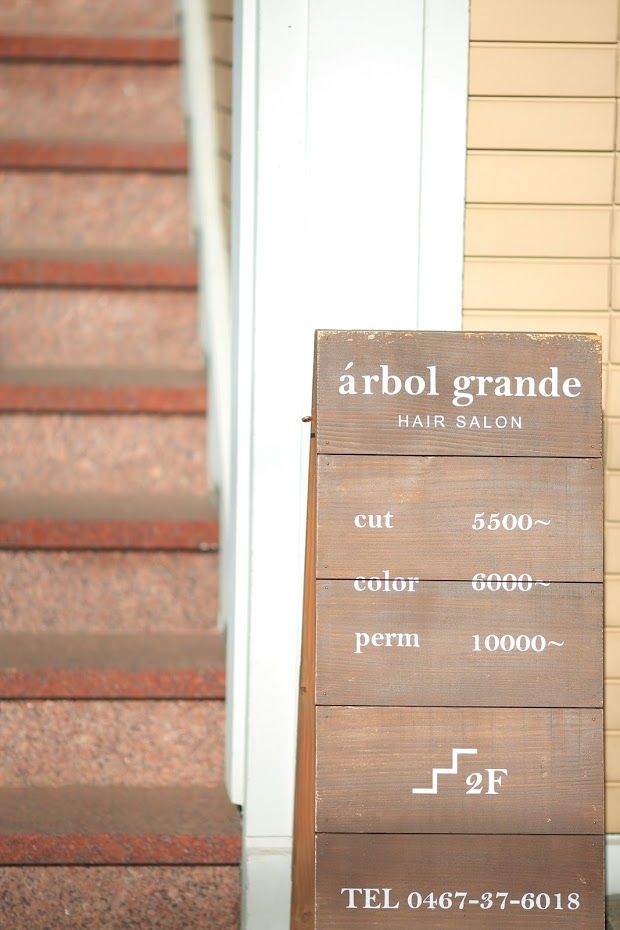 árbol grande
HAIR SALON
cut 5500~
color 6000~
perm 10000~
2F
TEL 0467-37-6018